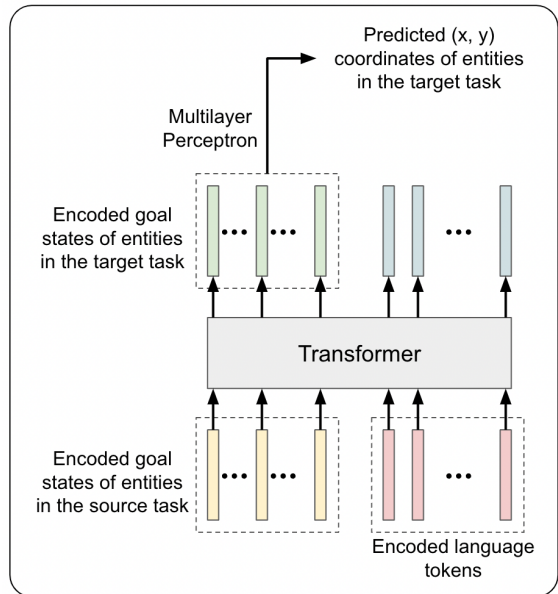 Predicted (x, y)
coordinates of entities
in the target task
Multilayer
Perceptron
Encoded goal
states of entities
in the target task
Transformer
Encoded goal
states of entities
in the source task
Encoded language
tokens